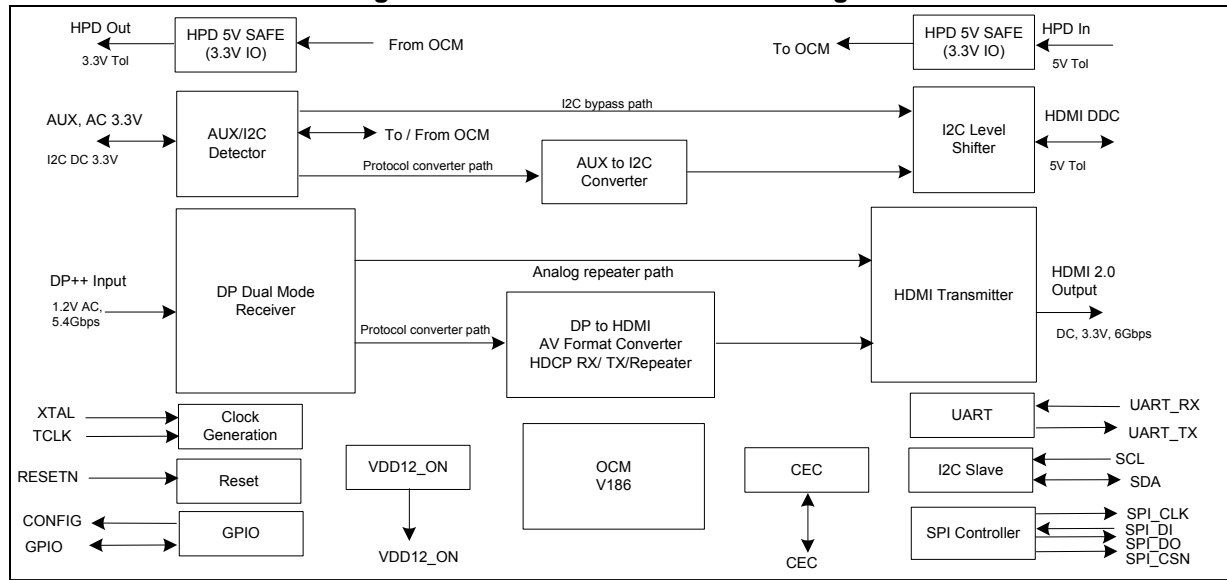 HPD Out
3.3V Tol
HPD 5V SAFE
(3.3V IO)
From OCM
To OCM
HPD 5V SAFE
(3.3V IO)
HPD In
5V Tol
AUX, AC 3.3V
I2C DC 3.3V
AUX/I2C
Detector
I2C bypass path
To / From OCM
Protocol converter path
AUX to I2C
Converter
I2C Level
Shifter
HDMI DDC
5V Tol
DP++ Input
1.2V AC,
5.4Gbps
DP Dual Mode
Receiver
Analog repeater path
Protocol converter path
DP to HDMI
AV Format Converter
HDCP RX/ TX/Repeater
HDMI Transmitter
HDMI 2.0
Output
DC, 3.3V, 6Gbps
XTAL
TCLK
Clock
Generation
RESETN
Reset
CONFIG
GPIO
GPIO
VDD12_ON
VDD12_ON
OCM
V186
CEC
CEC
UART
UART_RX
UART_TX
I2C Slave
SCL
SDA
SPI Controller
SPI_CLK
SPI_DI
SPI_DO
SPI_CSN